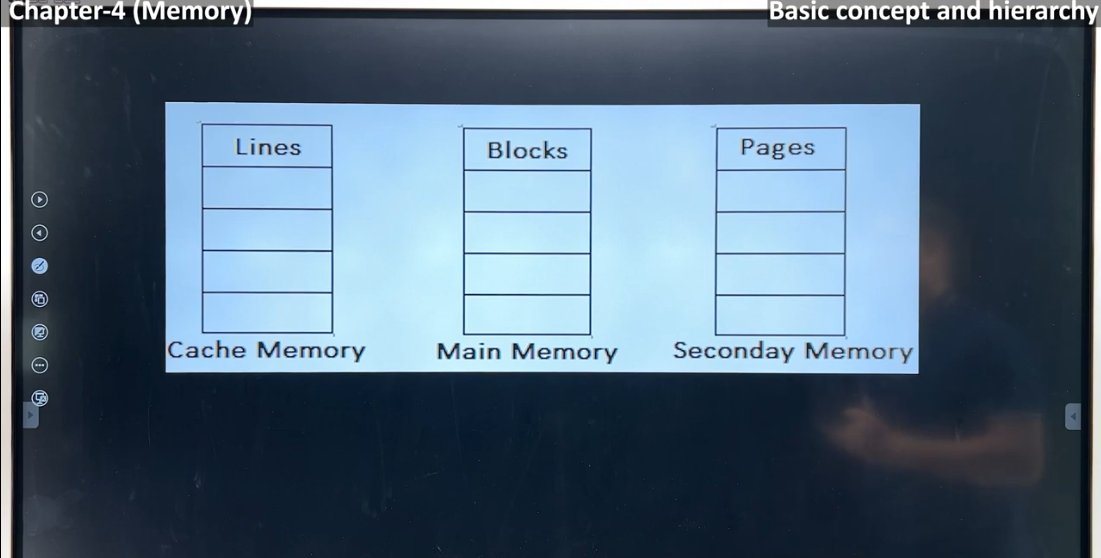 Chapter-4 (Memory)
Basic concept and hierarchy
Lines
Blocks
Pages
Cache Memory
Main Memory
Seconday Memory